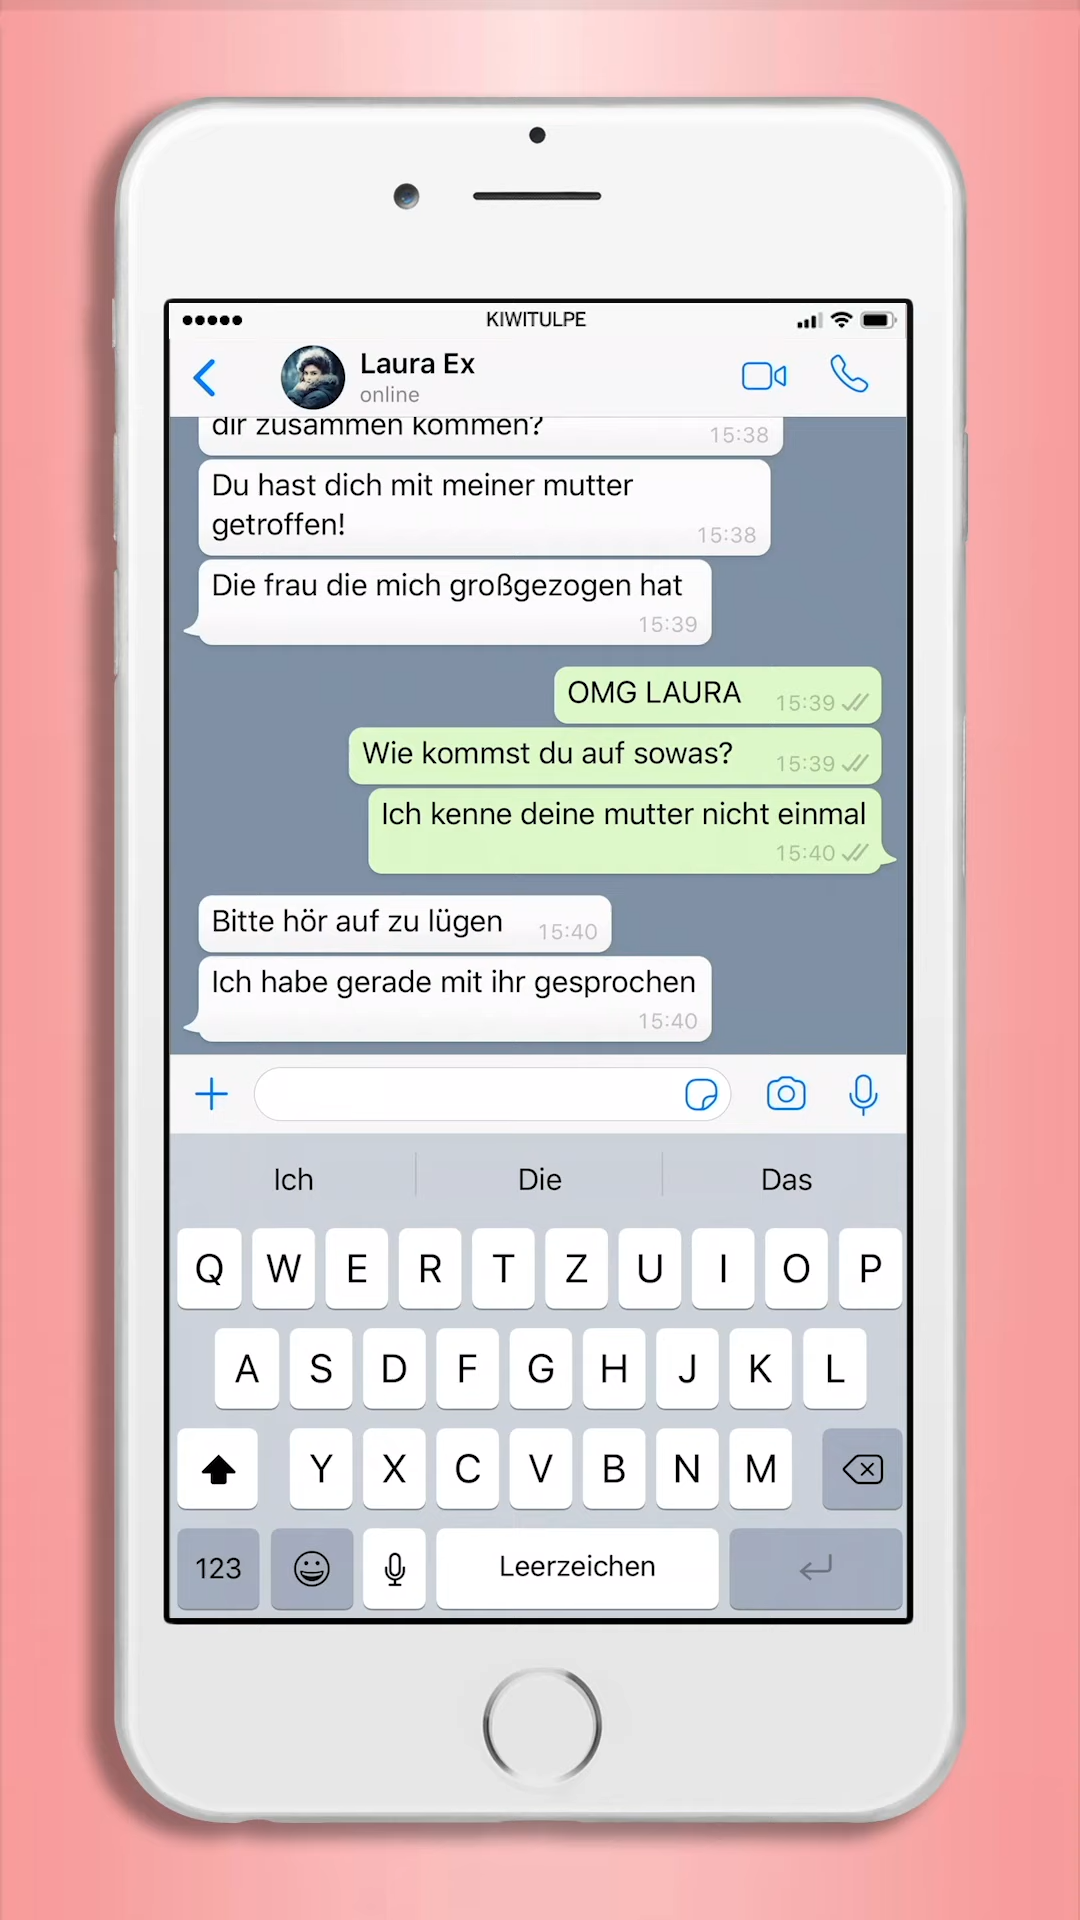 KIWITULPE
Laura Ex
online
dir zusammen kommen?
15:38
Du hast dich mit meiner mutter
getroffen!
15:38
Die frau die mich großgezogen hat
15:39
OMG LAURA 15:39
Wie kommst du auf sowas? 15:39
Ich kenne deine mutter nicht einmal
15:40
Bitte hör auf zu lügen 15:40
Ich habe gerade mit ihr gesprochen
15:40
Ich Die Das
Q W E R T Z U I O P
A S D F G H J K L
Y X C V B N M
123 Leerzeichen